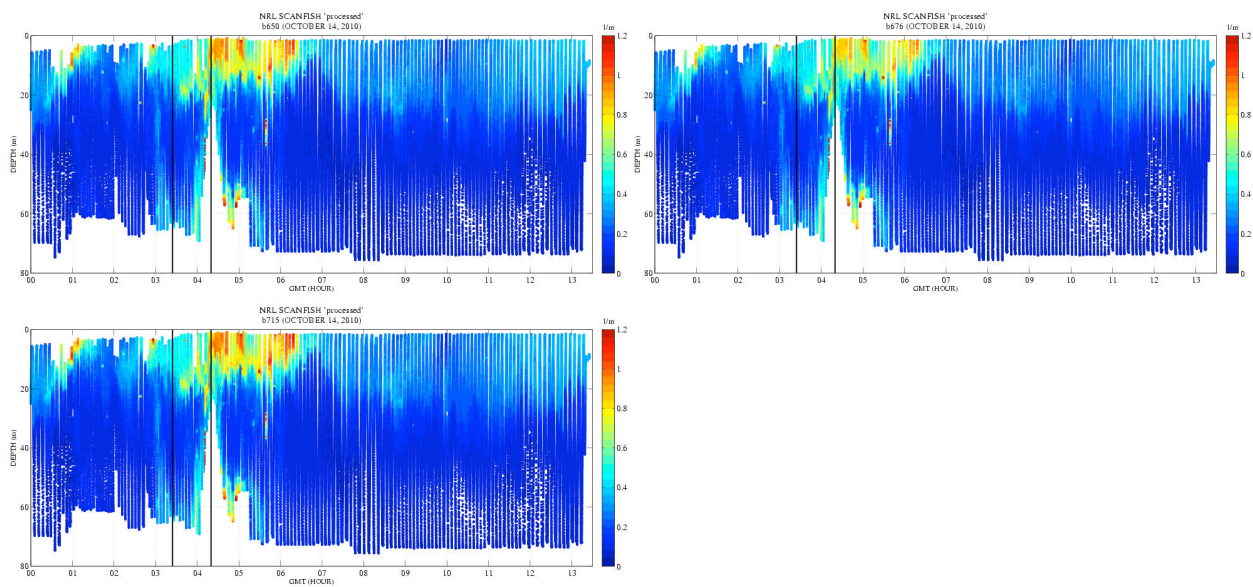 NRL SCANFISH 'processed'
b650 (OCTOBER 14, 2010)
1/m
0
20
40
60
80
DEPTH (m)
00 01 02 03 04 05 06 07 08 09 10 11 12 13
GMT (HOUR)
1.2
1
0.8
0.6
0.4
0.2
0
NRL SCANFISH 'processed'
b676 (OCTOBER 14, 2010)
1/m
0
20
40
60
80
DEPTH (m)
00 01 02 03 04 05 06 07 08 09 10 11 12 13
GMT (HOUR)
1.2
1
0.8
0.6
0.4
0.2
0
NRL SCANFISH 'processed'
b715 (OCTOBER 14, 2010)
1/m
0
20
40
60
80
DEPTH (m)
00 01 02 03 04 05 06 07 08 09 10 11 12 13
GMT (HOUR)
1.2
1
0.8
0.6
0.4
0.2
0